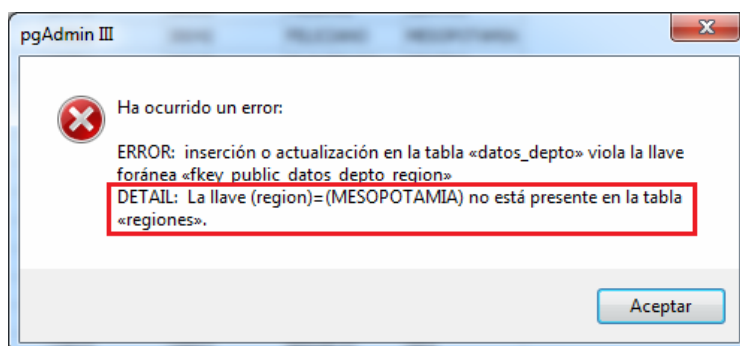 pgAdmin III
Ha ocurrido un error:
ERROR:  inserción o actualización en la tabla «datos_depto» viola la llave
foránea «fkey_public_datos_depto_region»
DETAIL:  La llave (region)=(MESOPOTAMIA) no está presente en la tabla
«regiones».
Aceptar